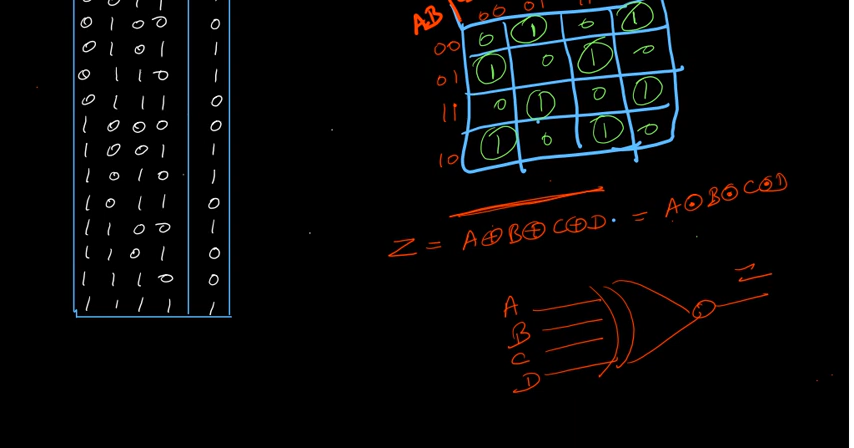 0 1 0 0 0
0 1 0 1 1
0 1 1 0 1
0 1 1 1 0
1 0 0 0 0
1 0 0 1 1
1 0 1 0 1
1 0 1 1 0
1 1 0 0 1
1 1 0 1 0
1 1 1 0 0
1 1 1 1 1
AB
00 01 11
00 0 1 0 1
01 1 0 1 0
11 0 1 0 1
10 1 0 1 0
Z = A⊕B⊕C⊕D = A⊙B⊙C⊙D
A
B
C
D
Z